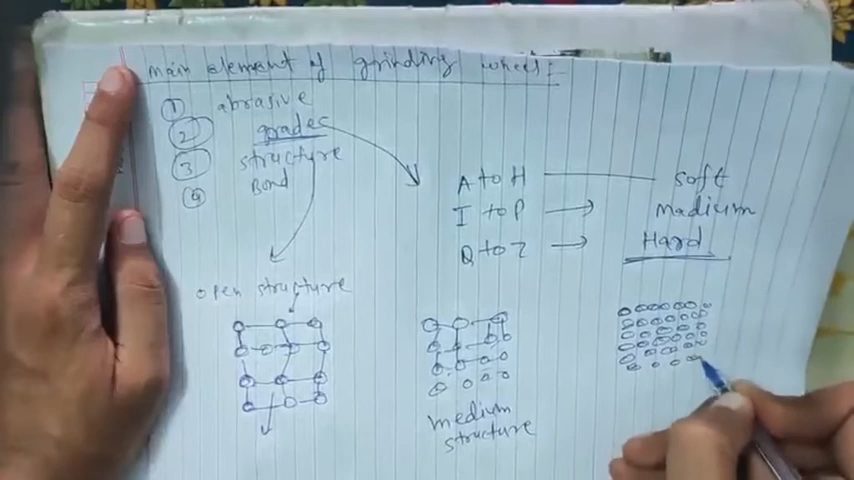 main element of grinding wheel :-
① abrasive
② grades
③ structure
④ Bond
A to H — soft
I to P → Madium
Q to Z → Hard
open structure
medium
structure